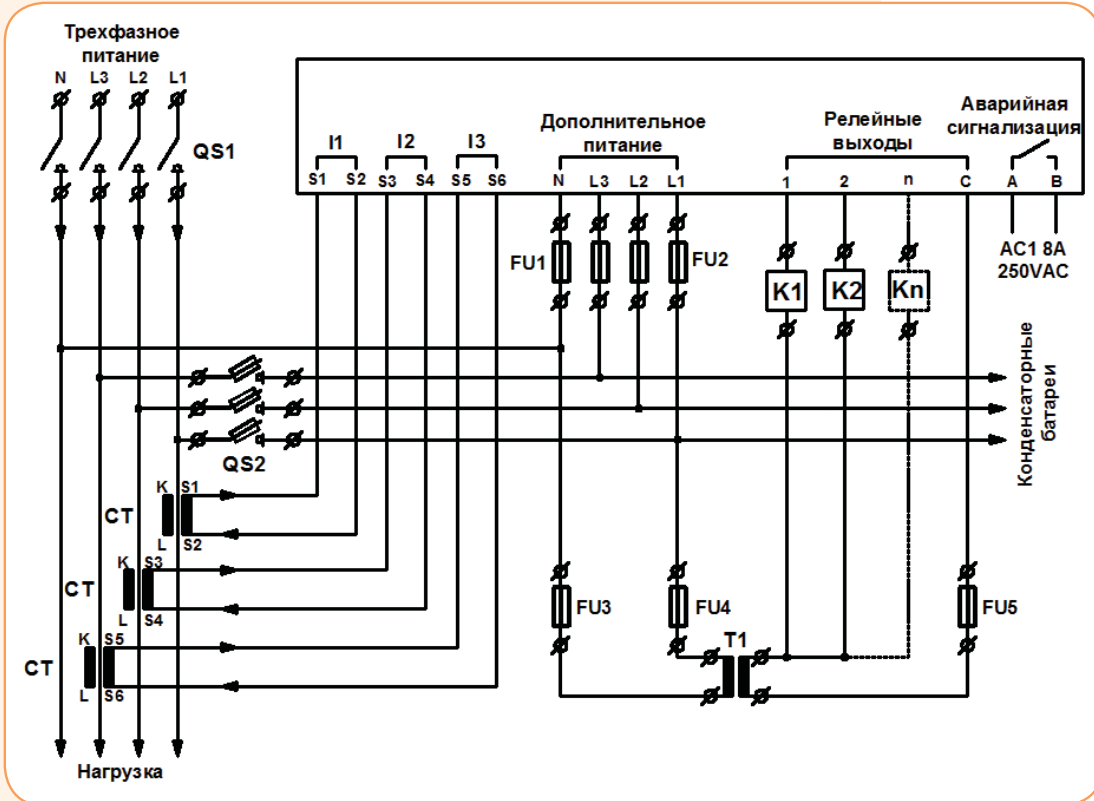 Трехфазное
питание
N L3 L2 L1
QS1
I1 I2 I3
S1 S2 S3 S4 S5 S6
Дополнительное
питание
N L3 L2 L1
Релейные
выходы
1 2 n C
Аварийная
сигнализация
A B
AC1 8A
250VAC
FU1
FU2
K1 K2 Kn
QS2
Конденсаторные
батареи
K S1
CT
L S2
K S3
CT
L S4
K S5
CT
L S6
FU3
FU4
FU5
T1
Нагрузка